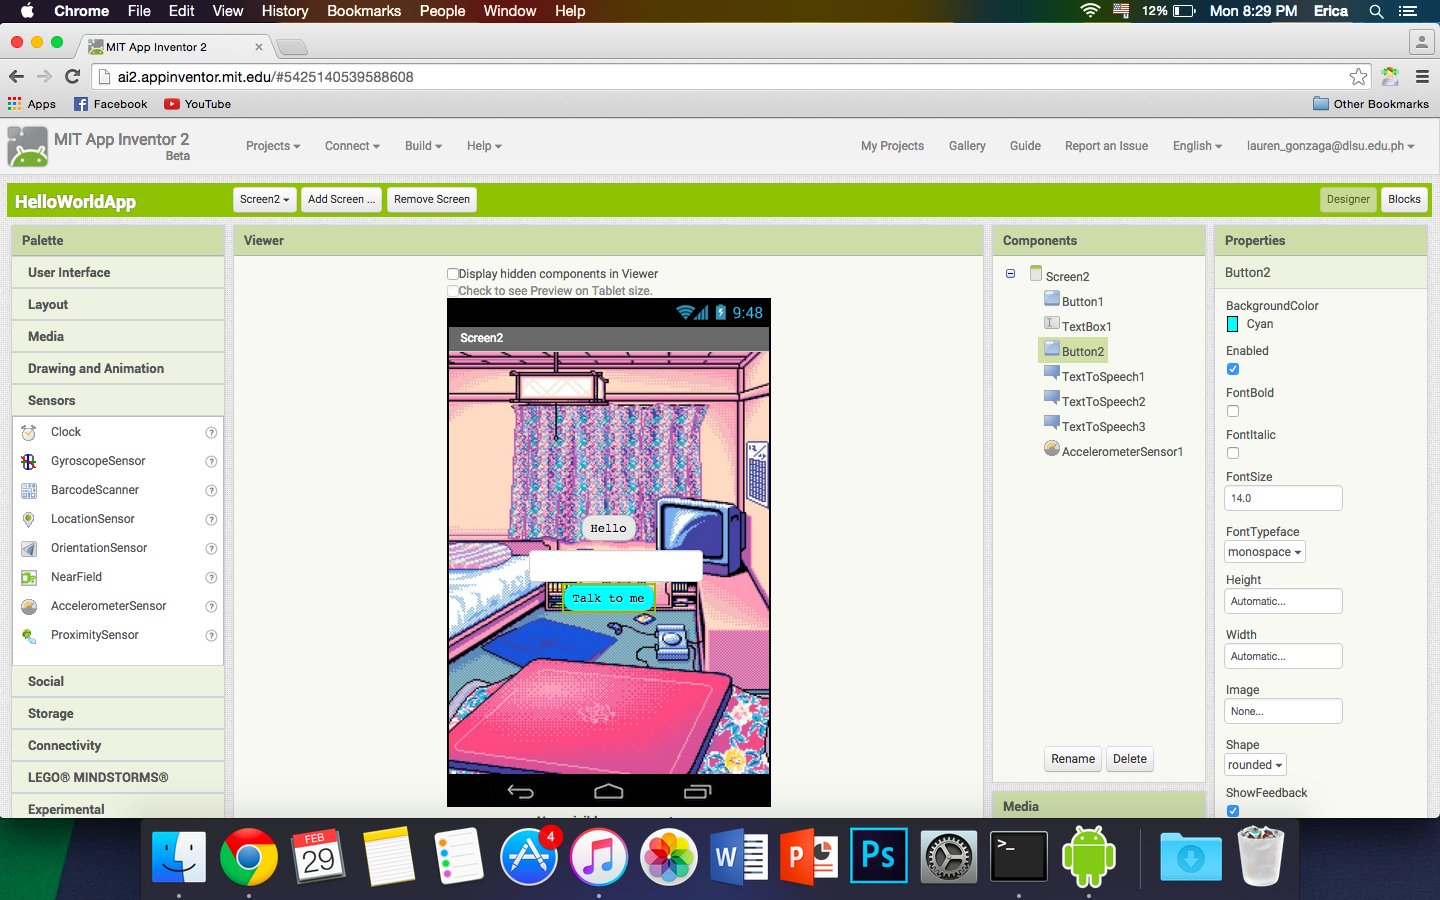 Chrome File Edit View History Bookmarks People Window Help 12% Mon 8:29 PM Erica
MIT App Inventor 2
ai2.appinventor.mit.edu/#5425140539588608
Apps Facebook YouTube Other Bookmarks
MIT App Inventor 2
Beta
Projects Connect Build Help My Projects Gallery Guide Report an Issue English lauren_gonzaga@dlsu.edu.ph
HelloWorldApp Screen2 Add Screen ... Remove Screen Designer Blocks
Palette
User Interface
Layout
Media
Drawing and Animation
Sensors
Clock ?
GyroscopeSensor ?
BarcodeScanner ?
LocationSensor ?
OrientationSensor ?
NearField ?
AccelerometerSensor ?
ProximitySensor ?
Social
Storage
Connectivity
LEGO® MINDSTORMS®
Experimental
Viewer
Display hidden components in Viewer
Check to see Preview on Tablet size.
9:48
Screen2
Hello
Talk to me
Components
Screen2
Button1
TextBox1
Button2
TextToSpeech1
TextToSpeech2
TextToSpeech3
AccelerometerSensor1
Rename Delete
Media
Properties
Button2
BackgroundColor
Cyan
Enabled
FontBold
FontItalic
FontSize
14.0
FontTypeface
monospace
Height
Automatic...
Width
Automatic...
Image
None...
Shape
rounded
ShowFeedback
FEB
29
4
W
P
Ps
>_